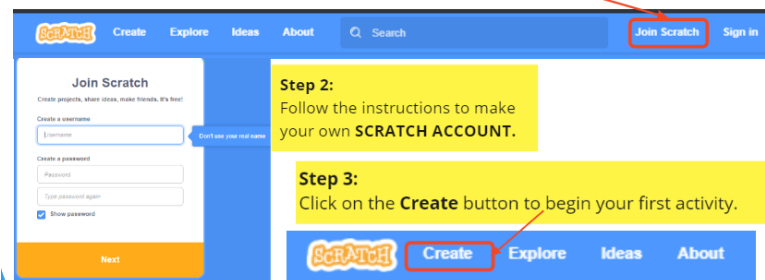 SCRATCH Create Explore Ideas About Search Join Scratch Sign in
Join Scratch
Create projects, share ideas, make friends. It's free!
Create a username
Username
Don't use your real name
Create a password
Password
Type password again
Show password
Next
Step 2:
Follow the instructions to make
your own SCRATCH ACCOUNT.
Step 3:
Click on the Create button to begin your first activity.
SCRATCH Create Explore Ideas About